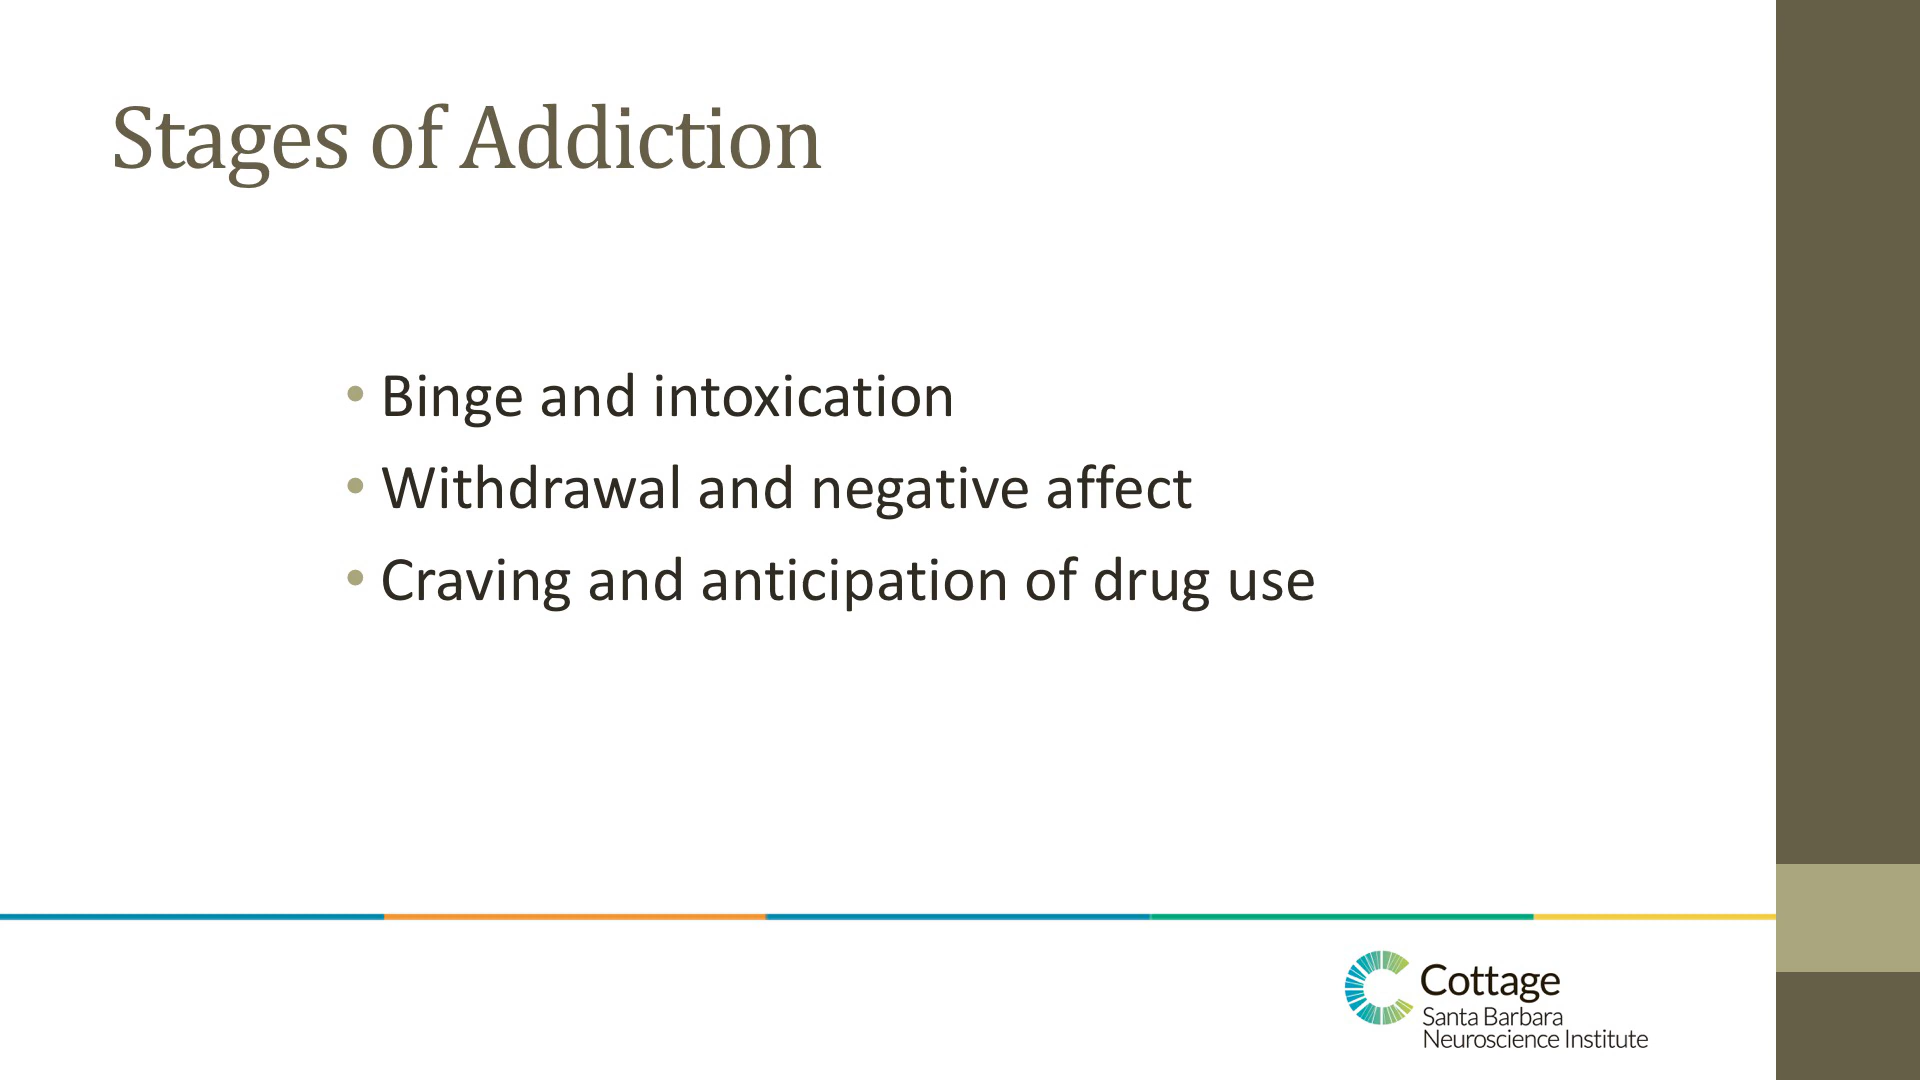 Stages of Addiction
• Binge and intoxication
• Withdrawal and negative affect
• Craving and anticipation of drug use
Cottage
Santa Barbara
Neuroscience Institute